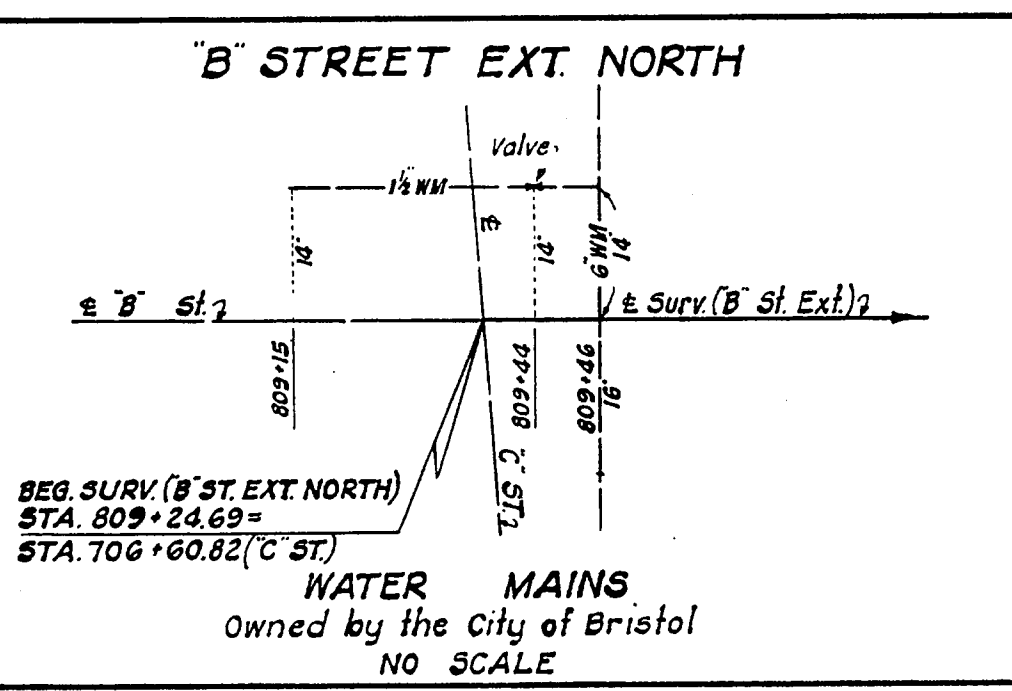 "B" STREET EXT. NORTH
Valve
1½" WM
℄
14'
14'
6" WM
14'
℄ "B" St.
℄ Surv. ("B" St. Ext.)
809+15
809+44
809+46
16'
"C" ST.
BEG. SURV. ("B" ST. EXT. NORTH)
STA. 809+24.69=
STA. 706+60.82 ("C" ST.)
WATER MAINS
Owned by the City of Bristol
NO SCALE